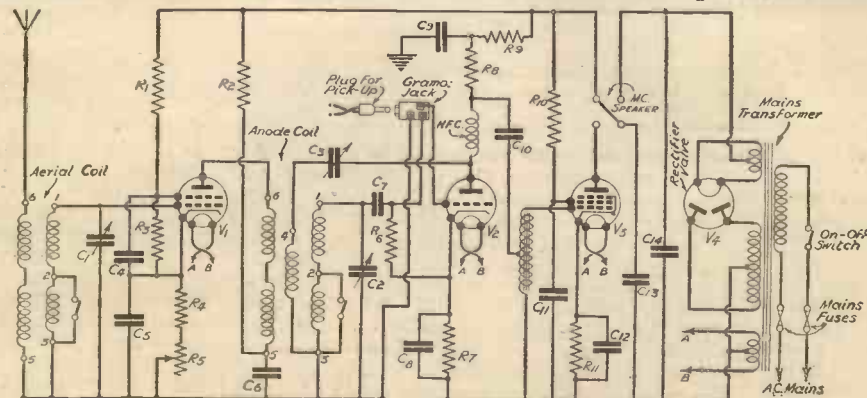 C9
R9
R1
R2
R8
Plug For
Pick-Up
Gramo:
Jack
R10
M.C.
SPEAKER
Mains
Transformer
Rectifier
Valve
HFC
C10
Aerial Coil
Anode Coil
C3
6
1
6
1
C7
4
V1
V2
V3
V4
C14
On-Off
Switch
C1
C4
R3
R6
A B
A B
A B
2
2
C2
C11
C13
Mains
Fuses
R4
C5
R5
5
3
5
3
C6
C8
R7
R11
C12
A
B
A.C. Mains